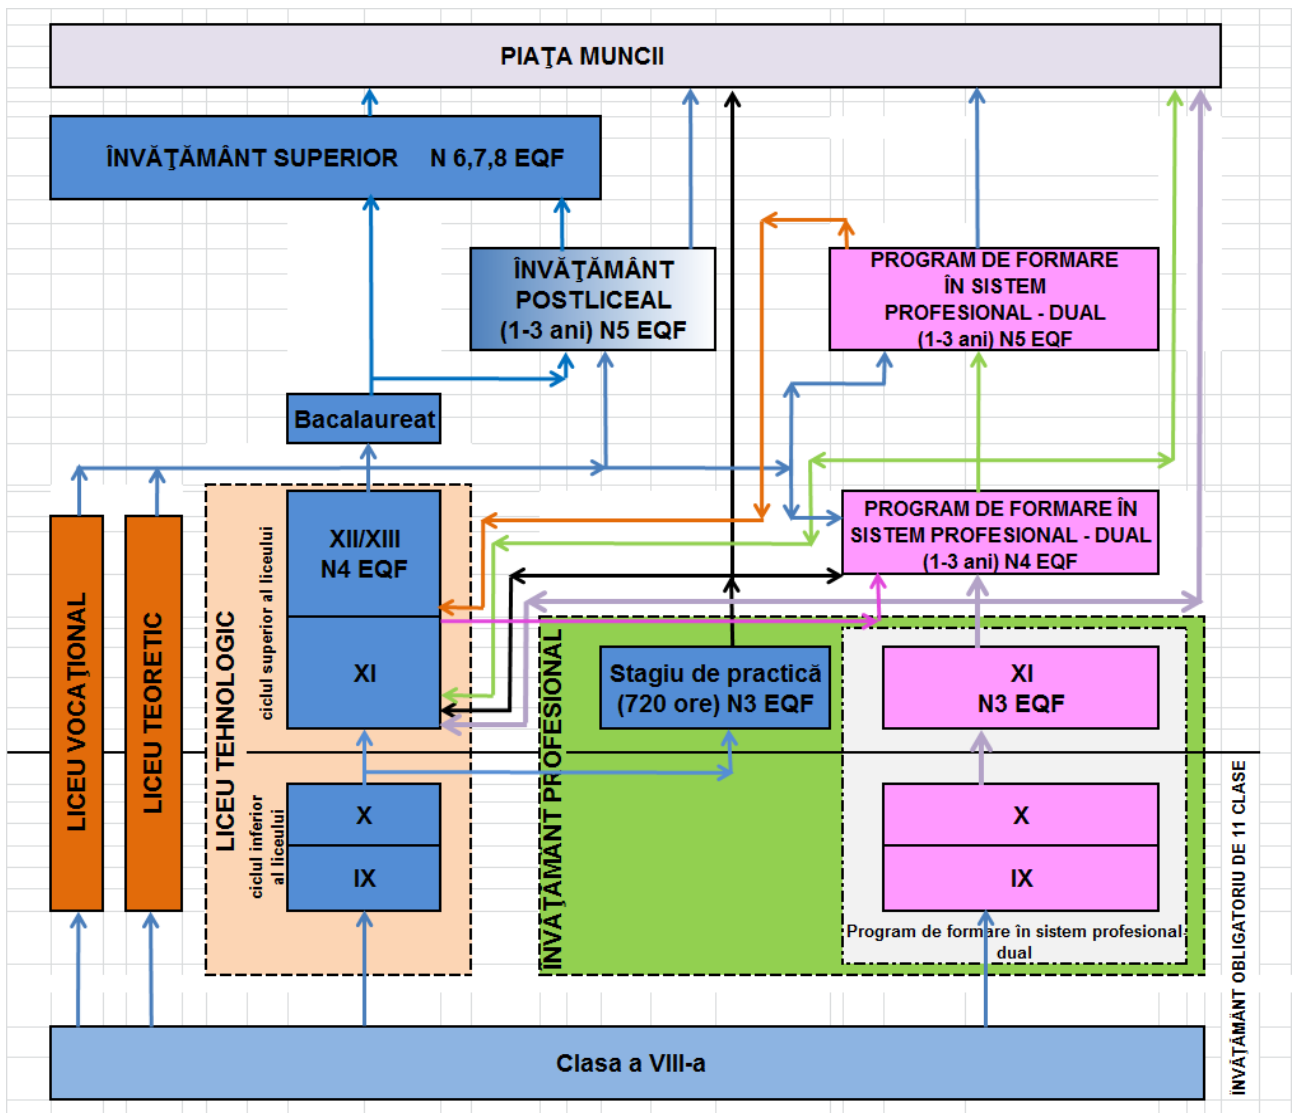 PIAŢA MUNCII
ÎNVĂŢĂMÂNT SUPERIOR N 6,7,8 EQF
ÎNVĂŢĂMÂNT
POSTLICEAL
(1-3 ani) N5 EQF
PROGRAM DE FORMARE
ÎN SISTEM
PROFESIONAL - DUAL
(1-3 ani) N5 EQF
Bacalaureat
XII/XIII
N4 EQF
PROGRAM DE FORMARE ÎN
SISTEM PROFESIONAL - DUAL
(1-3 ani) N4 EQF
LICEU VOCAŢIONAL
LICEU TEORETIC
LICEU TEHNOLOGIC
ciclul superior al liceului
XI
ÎNVĂŢĂMÂNT PROFESIONAL
Stagiu de practică
(720 ore) N3 EQF
XI
N3 EQF
ciclul inferior
al liceului
X
IX
X
IX
Program de formare în sistem profesional-
dual
ÎNVĂŢĂMÂNT OBLIGATORIU DE 11 CLASE
Clasa a VIII-a